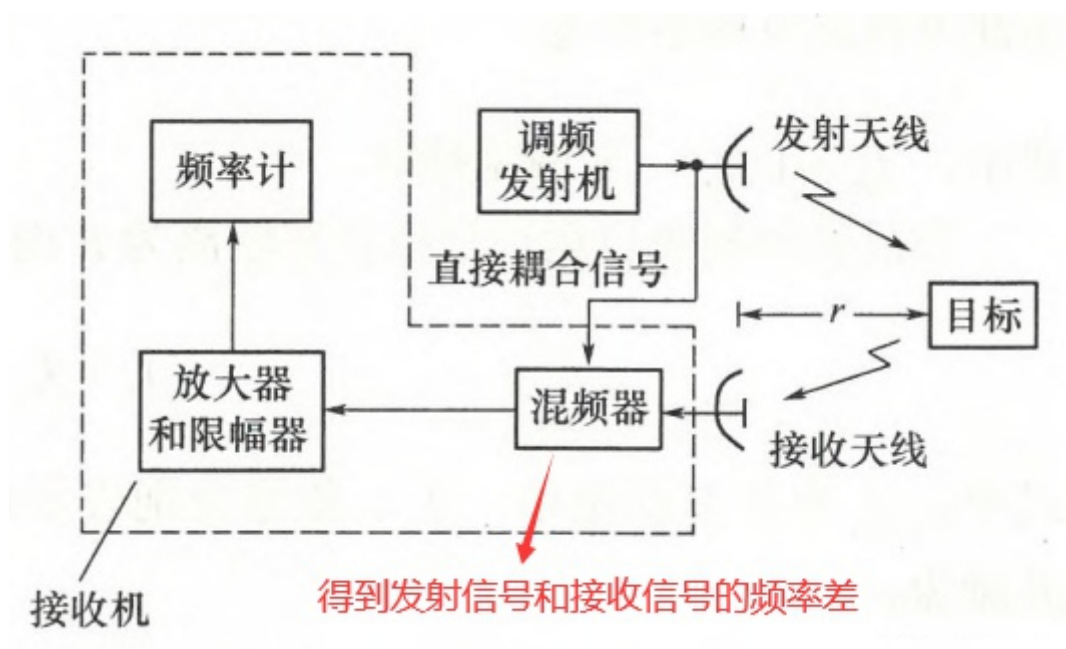 频率计
调频
发射机
发射天线
直接耦合信号
r
目标
放大器
和限幅器
混频器
接收天线
接收机
得到发射信号和接收信号的频率差